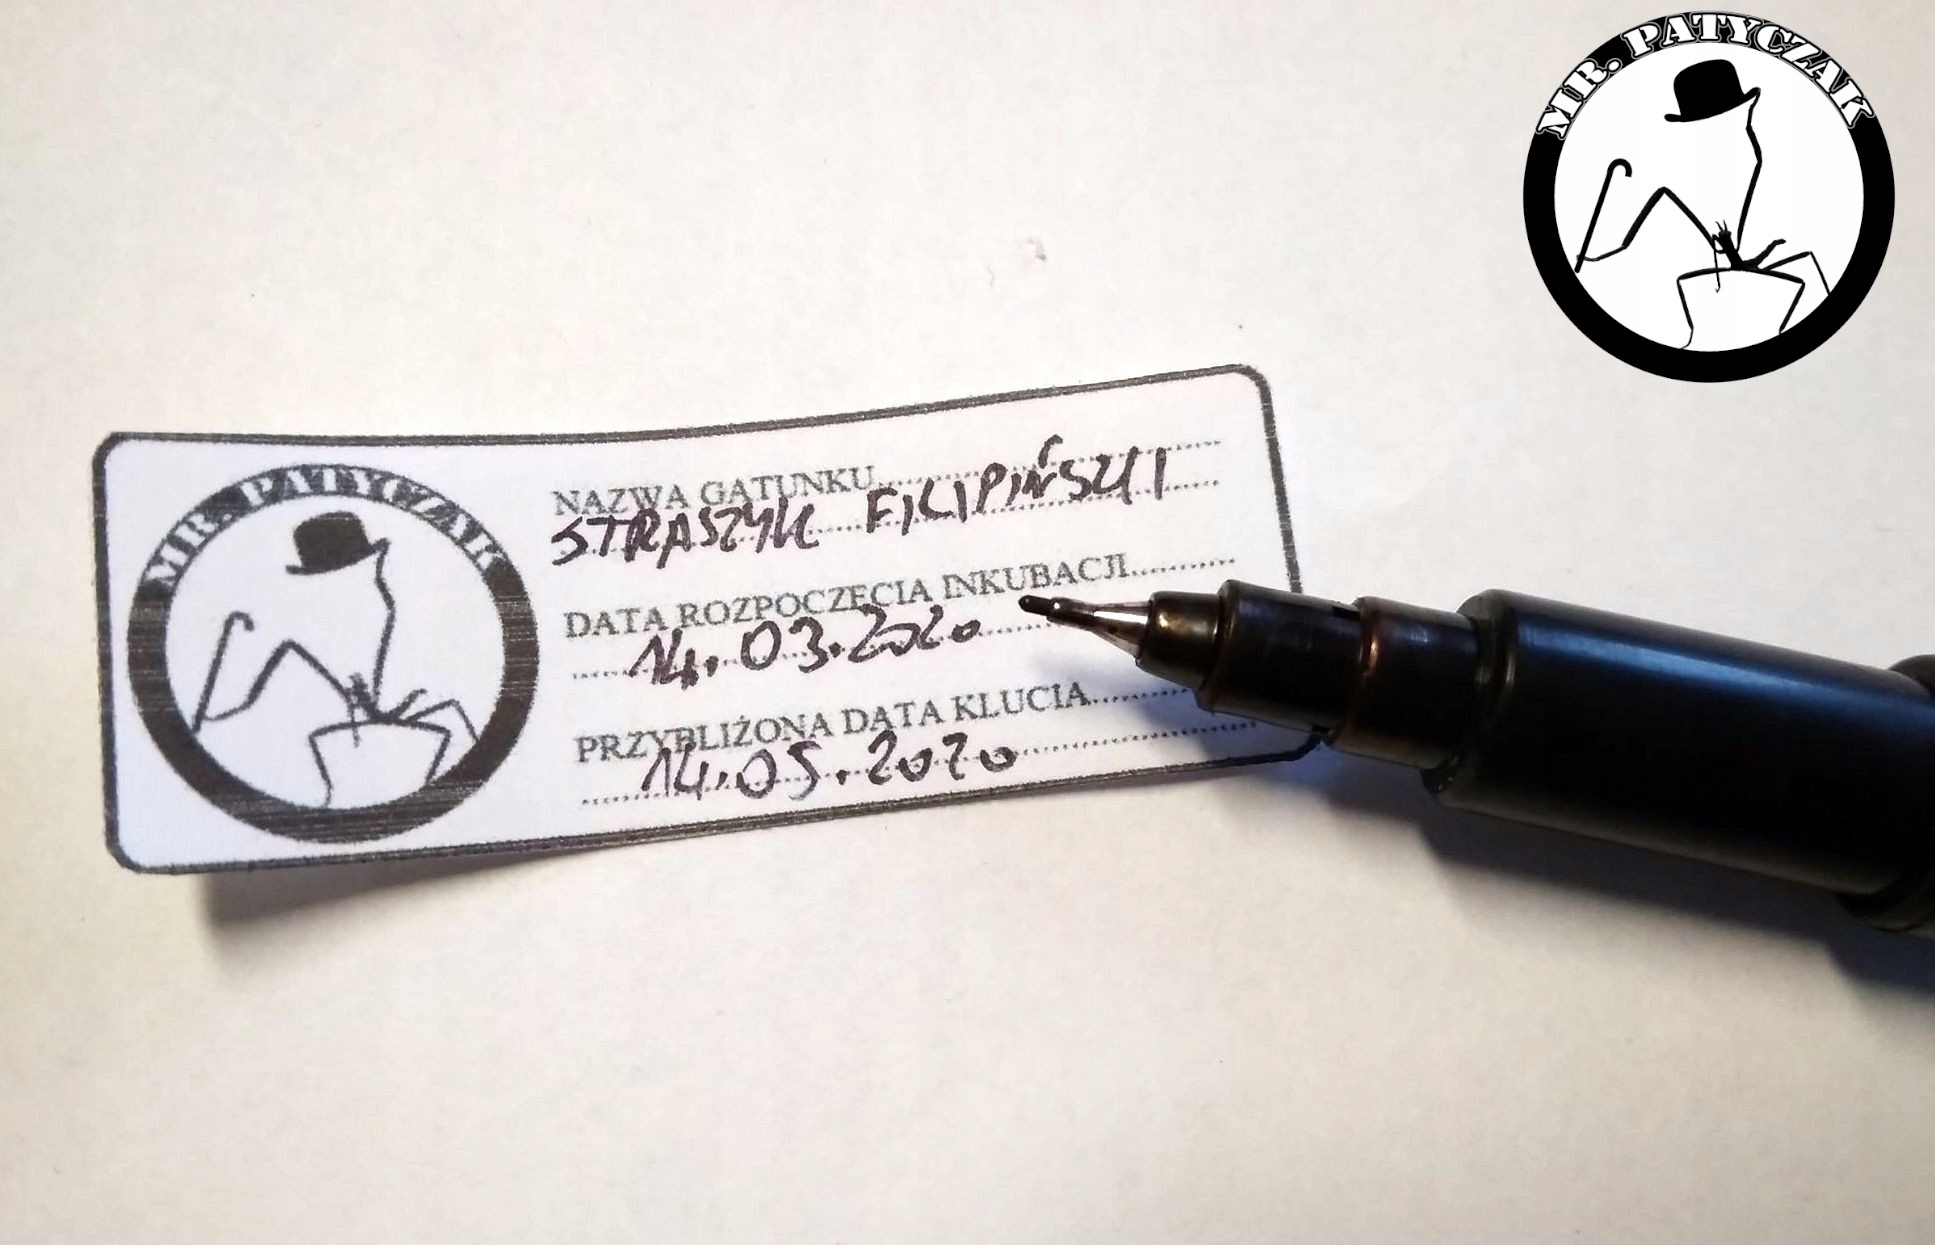 MR. PATYCZAK
MR. PATYCZAK
NAZWA GATUNKU....................
STRASZYK FILIPIŃSKI
DATA ROZPOCZĘCIA INKUBACJI...........
14.03.2020
PRZYBLIŻONA DATA KLUCIA...........
14.05.2020